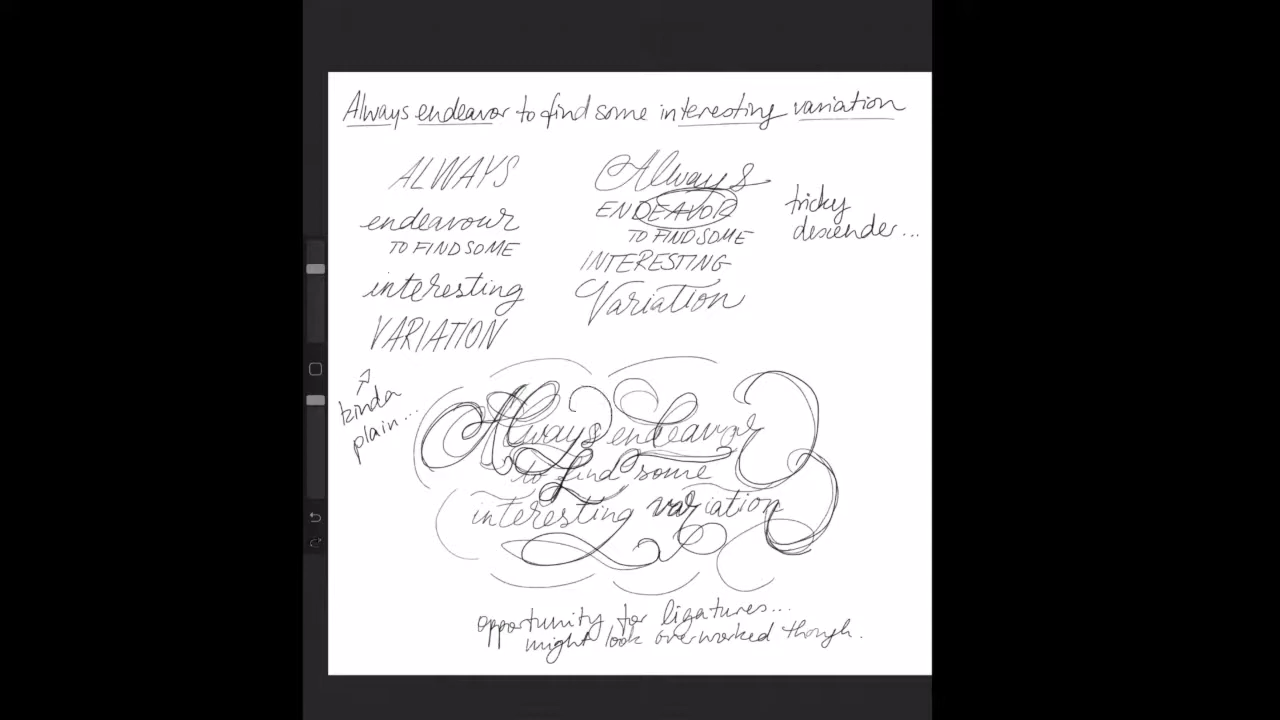 Always endeavor to find some interesting variation
ALWAYS
endeavour
TO FIND SOME
interesting
VARIATION
kinda
plain...
Always
ENDEAVOR
TO FIND SOME
INTERESTING
Variation
tricky
descender...
Always endeavor
to find some
interesting variation
opportunity for ligatures...
might look overworked though.